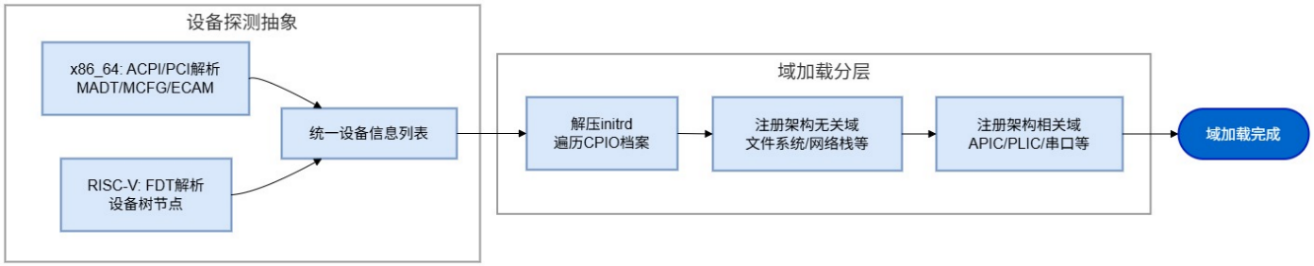 设备探测抽象
x86_64: ACPI/PCI解析
MADT/MCFG/ECAM
RISC-V: FDT解析
设备树节点
统一设备信息列表
域加载分层
解压initrd
遍历CPIO档案
注册架构无关域
文件系统/网络栈等
注册架构相关域
APIC/PLIC/串口等
域加载完成